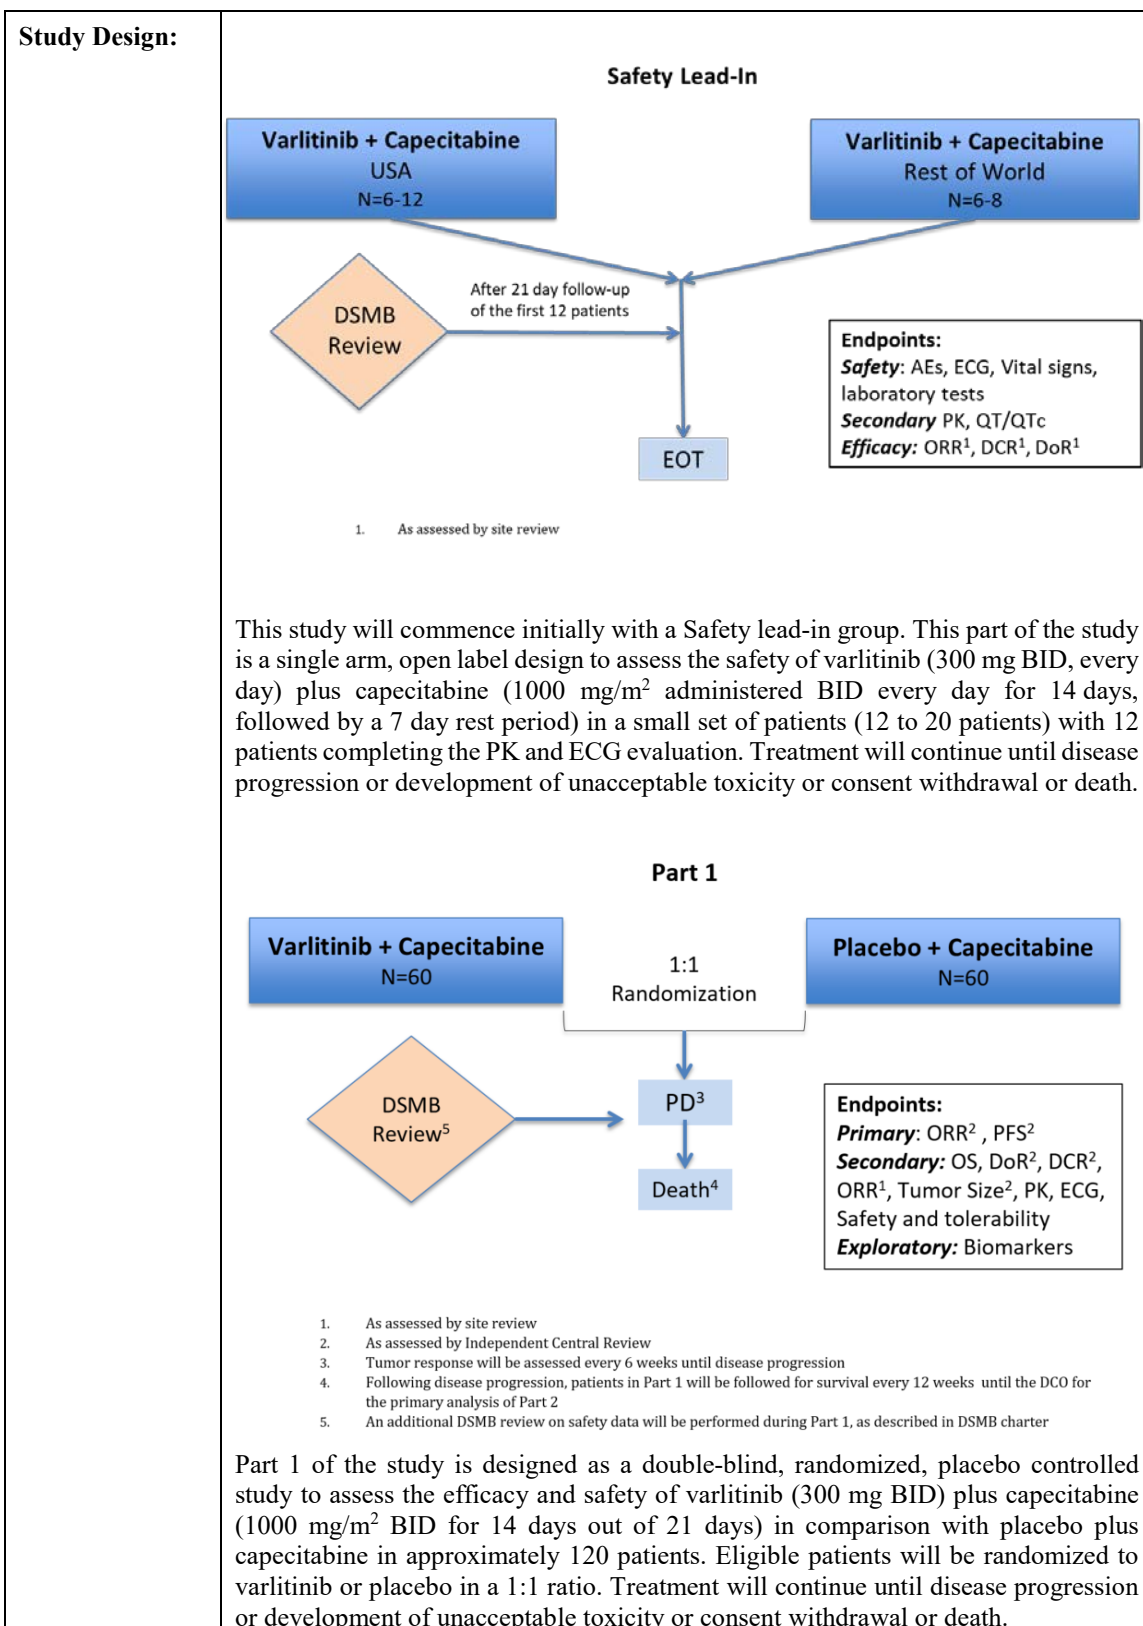 Study Design:
Safety Lead-In
Varlitinib + Capecitabine
USA
N=6-12
Varlitinib + Capecitabine
Rest of World
N=6-8
DSMB
Review
After 21 day follow-up
of the first 12 patients
EOT
Endpoints:
Safety: AEs, ECG, Vital signs,
laboratory tests
Secondary PK, QT/QTc
Efficacy: ORR¹, DCR¹, DoR¹
1. As assessed by site review
This study will commence initially with a Safety lead-in group. This part of the study
is a single arm, open label design to assess the safety of varlitinib (300 mg BID, every
day) plus capecitabine (1000 mg/m² administered BID every day for 14 days,
followed by a 7 day rest period) in a small set of patients (12 to 20 patients) with 12
patients completing the PK and ECG evaluation. Treatment will continue until disease
progression or development of unacceptable toxicity or consent withdrawal or death.
Part 1
Varlitinib + Capecitabine
N=60
1:1
Randomization
Placebo + Capecitabine
N=60
DSMB
Review⁵
PD³
Death⁴
Endpoints:
Primary: ORR² , PFS²
Secondary: OS, DoR², DCR²,
ORR¹, Tumor Size², PK, ECG,
Safety and tolerability
Exploratory: Biomarkers
1. As assessed by site review
2. As assessed by Independent Central Review
3. Tumor response will be assessed every 6 weeks until disease progression
4. Following disease progression, patients in Part 1 will be followed for survival every 12 weeks until the DCO for
the primary analysis of Part 2
5. An additional DSMB review on safety data will be performed during Part 1, as described in DSMB charter
Part 1 of the study is designed as a double-blind, randomized, placebo controlled
study to assess the efficacy and safety of varlitinib (300 mg BID) plus capecitabine
(1000 mg/m² BID for 14 days out of 21 days) in comparison with placebo plus
capecitabine in approximately 120 patients. Eligible patients will be randomized to
varlitinib or placebo in a 1:1 ratio. Treatment will continue until disease progression
or development of unacceptable toxicity or consent withdrawal or death.